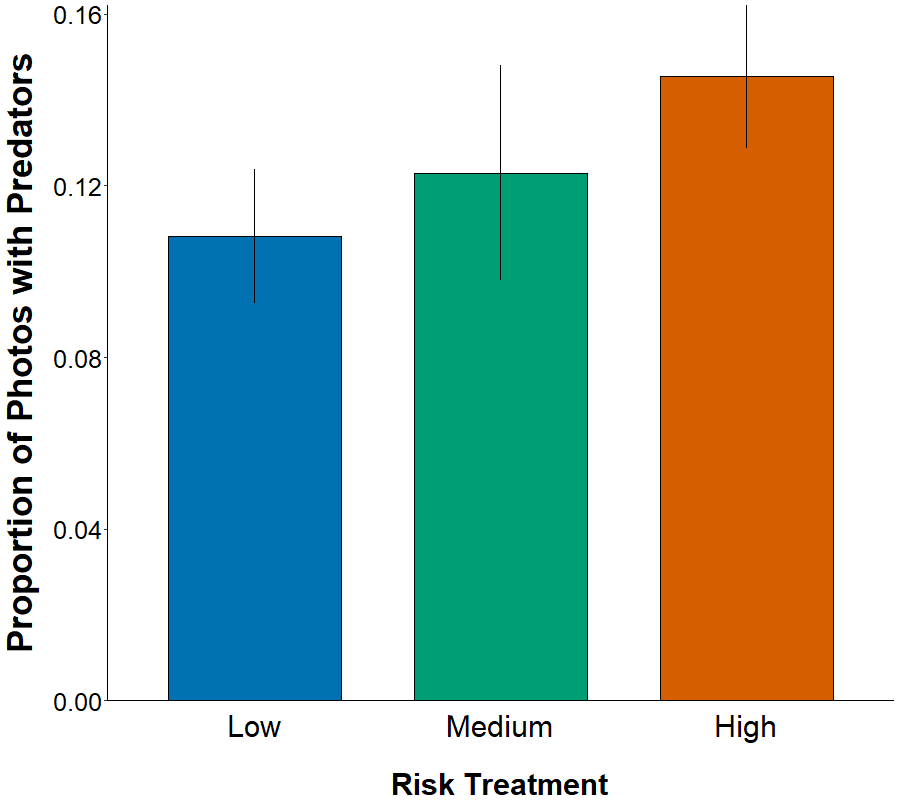 Proportion of Photos with Predators
0.16
0.12
0.08
0.04
0.00
Low Medium High
Risk Treatment